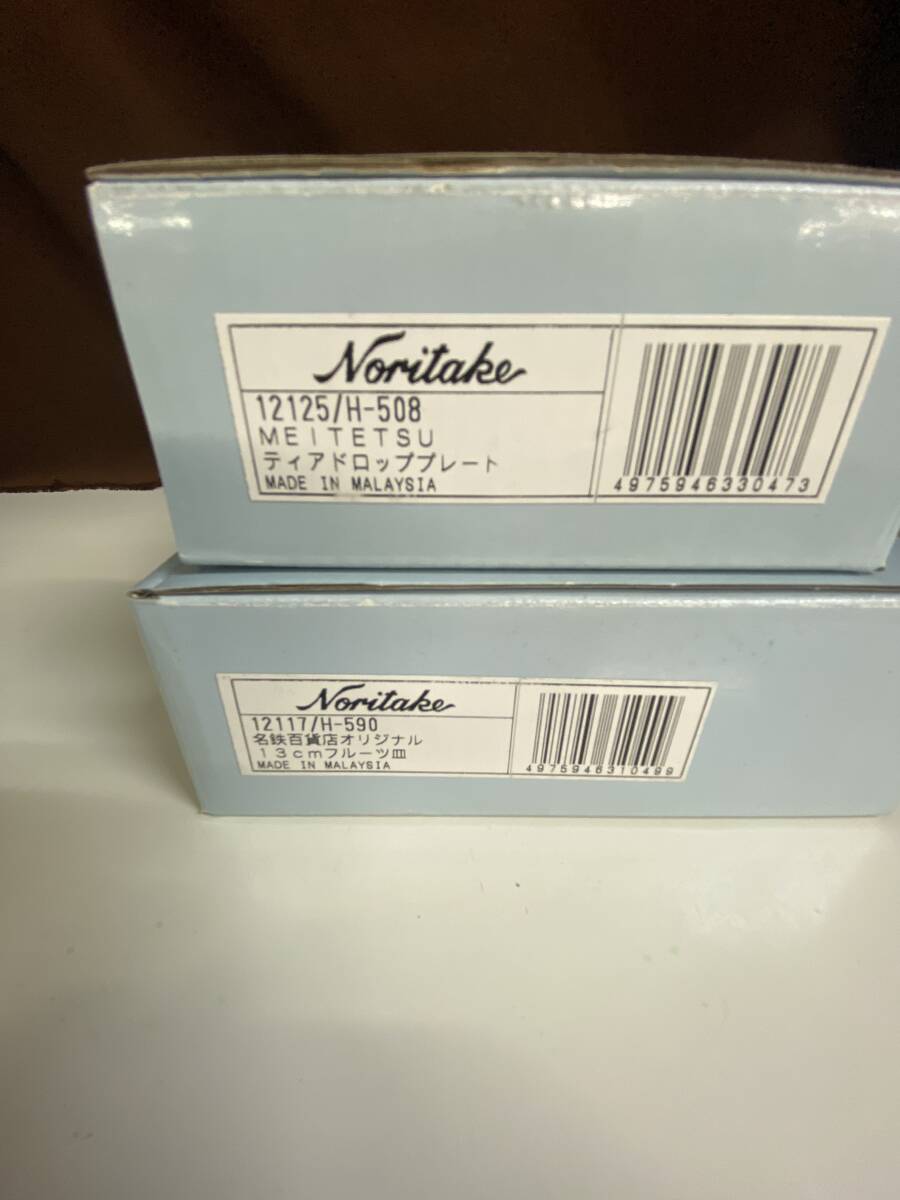 Noritake
12125/H-508
MEITETSU
ティアドロッププレート
MADE IN MALAYSIA
4975946330473
Noritake
12117/H-590
名鉄百貨店オリジナル
13cmフルーツ皿
MADE IN MALAYSIA
4975946310499